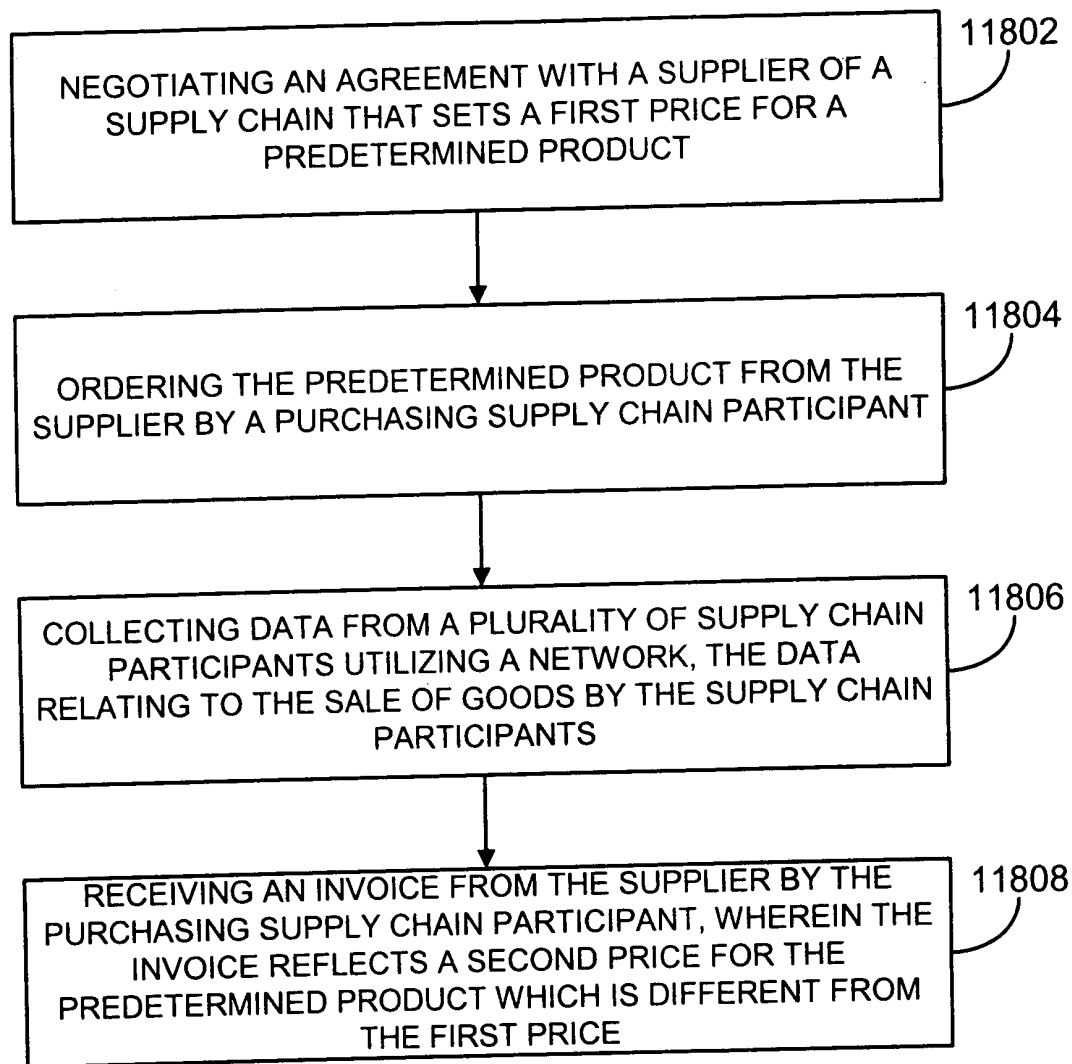 11802
NEGOTIATING AN AGREEMENT WITH A SUPPLIER OF A
SUPPLY CHAIN THAT SETS A FIRST PRICE FOR A
PREDETERMINED PRODUCT
11804
ORDERING THE PREDETERMINED PRODUCT FROM THE
SUPPLIER BY A PURCHASING SUPPLY CHAIN PARTICIPANT
11806
COLLECTING DATA FROM A PLURALITY OF SUPPLY CHAIN
PARTICIPANTS UTILIZING A NETWORK, THE DATA
RELATING TO THE SALE OF GOODS BY THE SUPPLY CHAIN
PARTICIPANTS
11808
RECEIVING AN INVOICE FROM THE SUPPLIER BY THE
PURCHASING SUPPLY CHAIN PARTICIPANT, WHEREIN THE
INVOICE REFLECTS A SECOND PRICE FOR THE
PREDETERMINED PRODUCT WHICH IS DIFFERENT FROM
THE FIRST PRICE